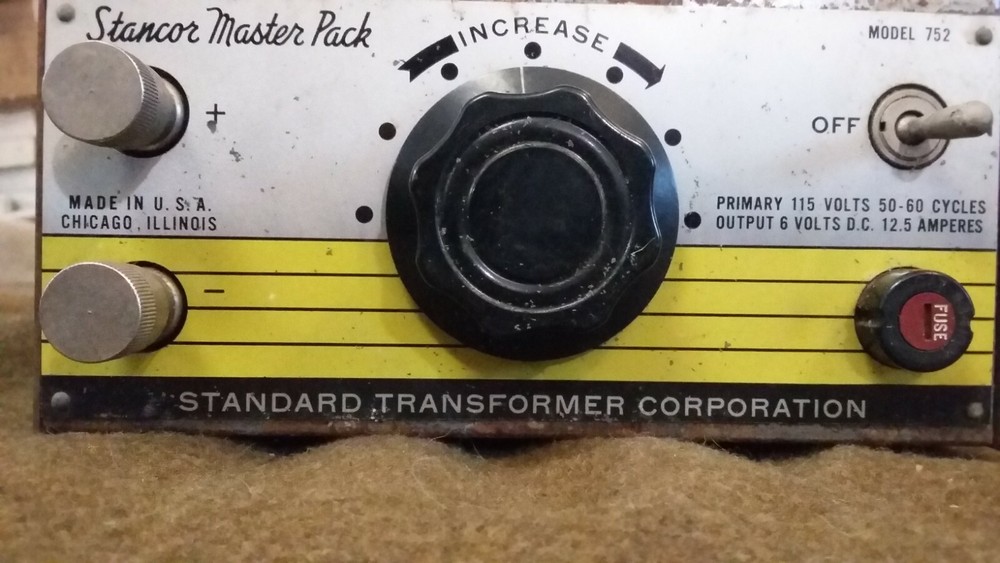 Stancor Master Pack
INCREASE
MODEL 752
+
OFF
MADE IN U.S.A.
CHICAGO, ILLINOIS
PRIMARY 115 VOLTS 50-60 CYCLES
OUTPUT 6 VOLTS D.C. 12.5 AMPERES
−
FUSE
STANDARD TRANSFORMER CORPORATION